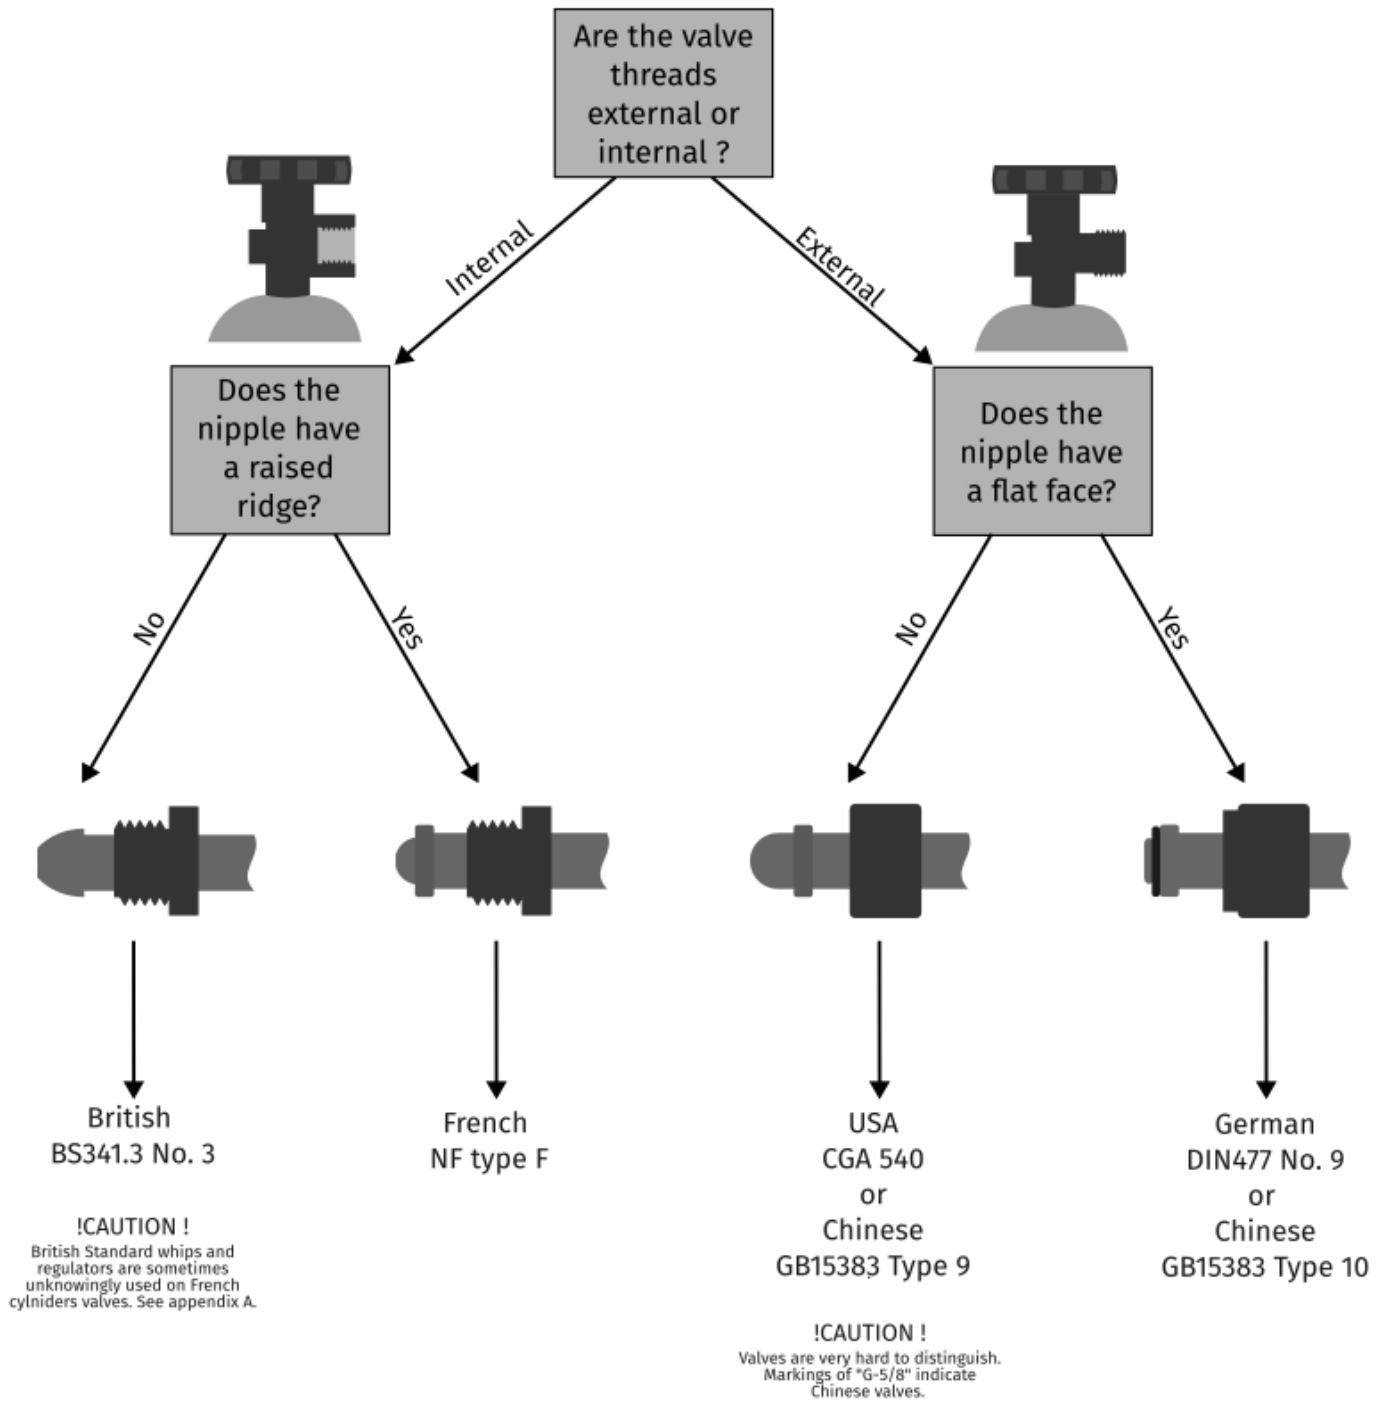 Are the valve
threads
external or
internal ?
Internal
External
Does the
nipple have
a raised
ridge?
Does the
nipple have
a flat face?
No
Yes
No
Yes
British
BS341.3 No. 3
!CAUTION !
British Standard whips and
regulators are sometimes
unknowingly used on French
cylniders valves. See appendix A.
French
NF type F
USA
CGA 540
or
Chinese
GB15383 Type 9
!CAUTION !
Valves are very hard to distinguish.
Markings of "G-5/8" indicate
Chinese valves.
German
DIN477 No. 9
or
Chinese
GB15383 Type 10